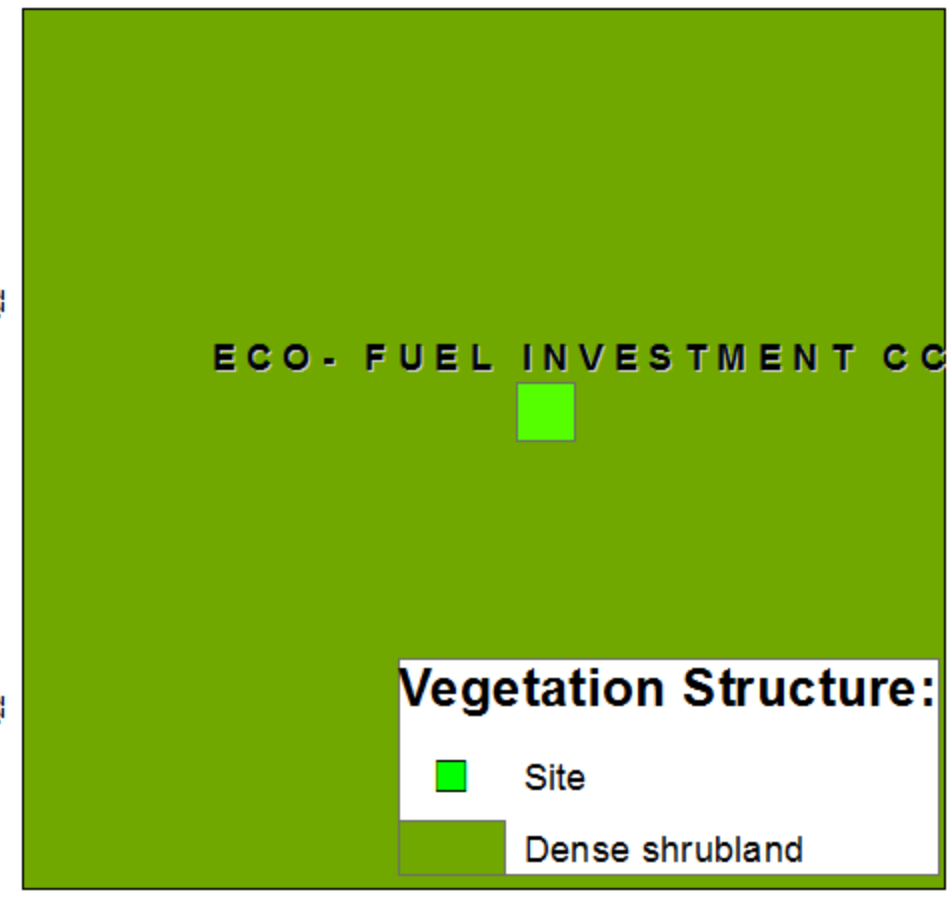 ECO- FUEL INVESTMENT CC
Vegetation Structure:
Site
Dense shrubland